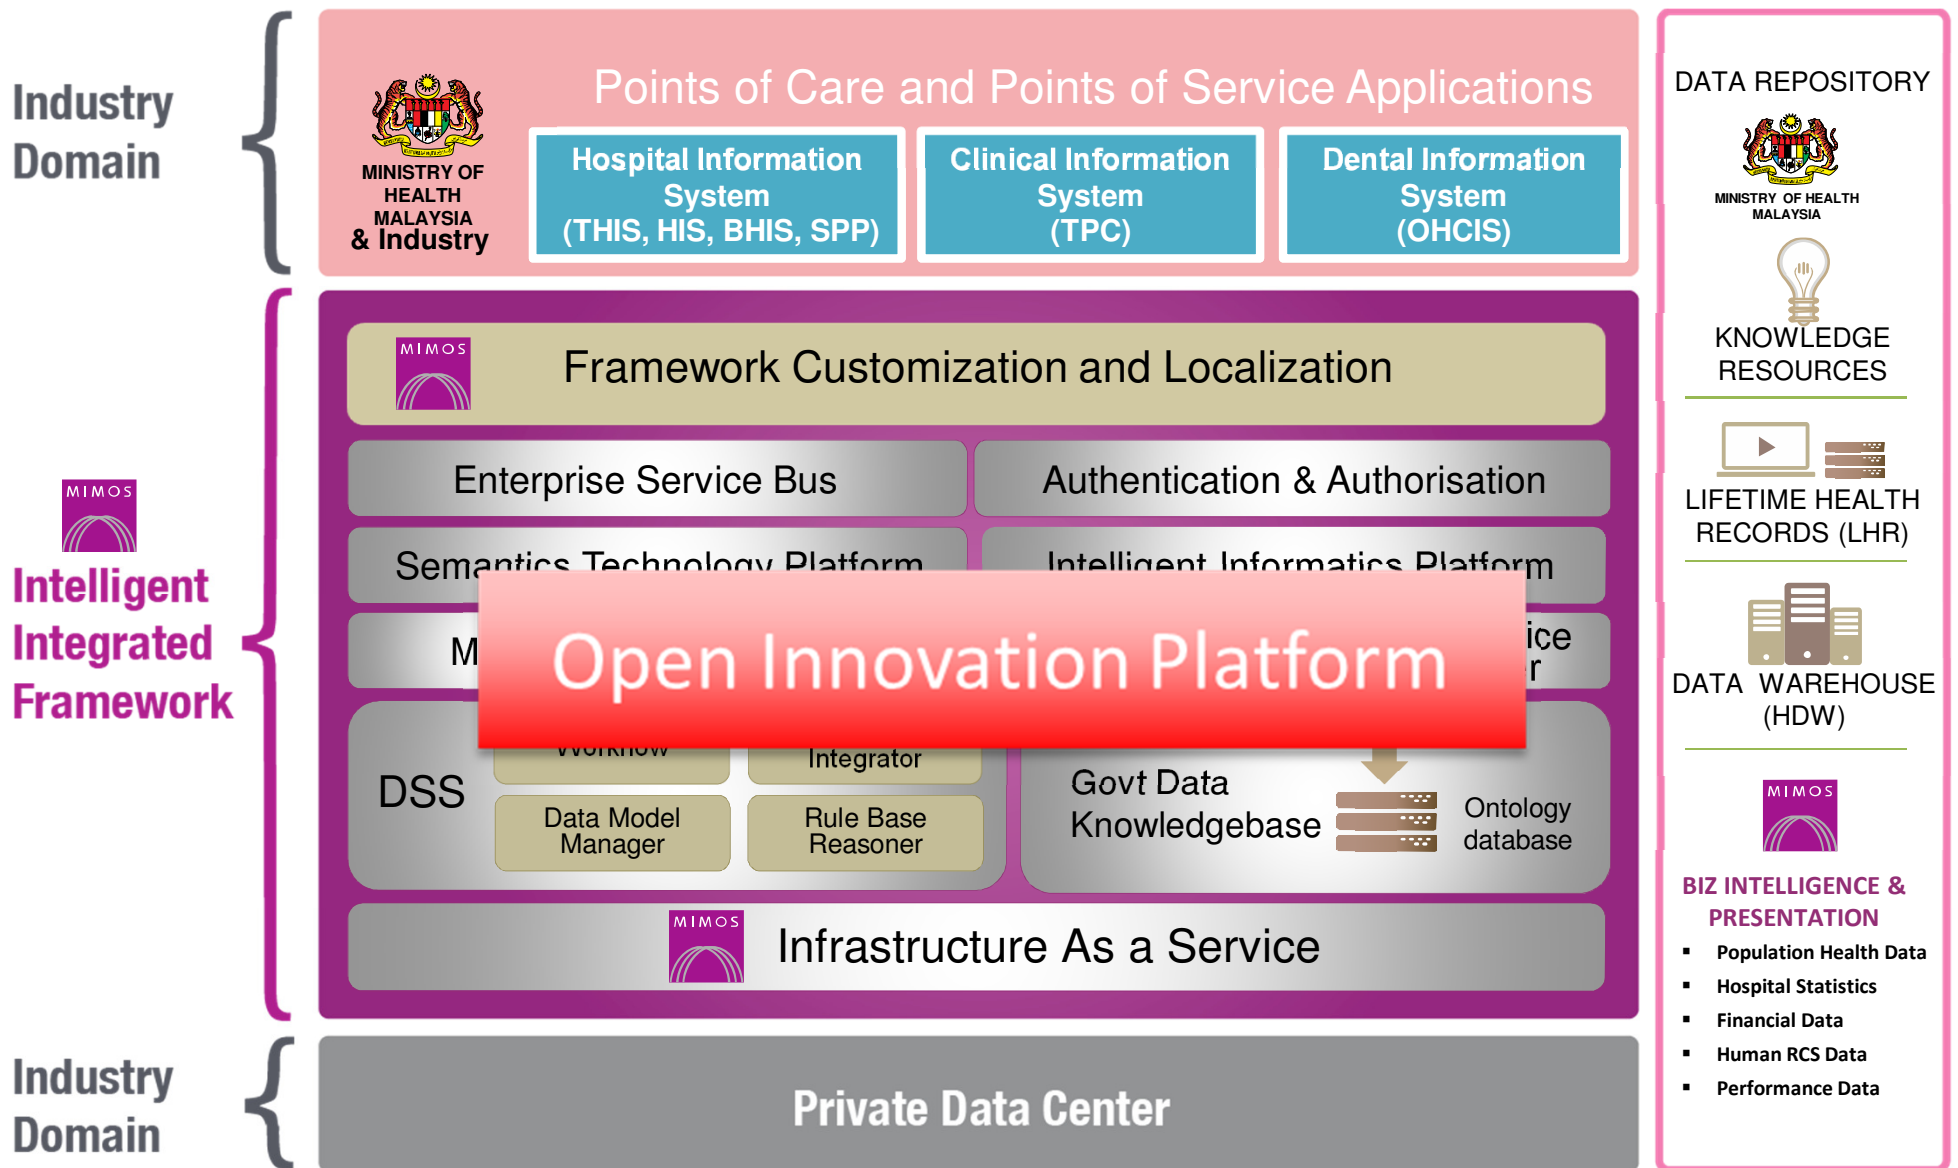 Industry
Domain
MINISTRY OF
HEALTH
MALAYSIA
& Industry
Points of Care and Points of Service Applications
Hospital Information
System
(THIS, HIS, BHIS, SPP)
Clinical Information
System
(TPC)
Dental Information
System
(OHCIS)
MIMOS
Intelligent
Integrated
Framework
MIMOS
Framework Customization and Localization
Enterprise Service Bus
Authentication & Authorisation
Semantics Technology Platform
Intelligent Informatics Platform
Open Innovation Platform
DSS
Workflow
Integrator
Data Model
Manager
Rule Base
Reasoner
Govt Data
Knowledgebase
Ontology
database
MIMOS
Infrastructure As a Service
Industry
Domain
Private Data Center
DATA REPOSITORY
MINISTRY OF HEALTH
MALAYSIA
KNOWLEDGE
RESOURCES
LIFETIME HEALTH
RECORDS (LHR)
DATA WAREHOUSE
(HDW)
MIMOS
BIZ INTELLIGENCE &
PRESENTATION
▪ Population Health Data
▪ Hospital Statistics
▪ Financial Data
▪ Human RCS Data
▪ Performance Data